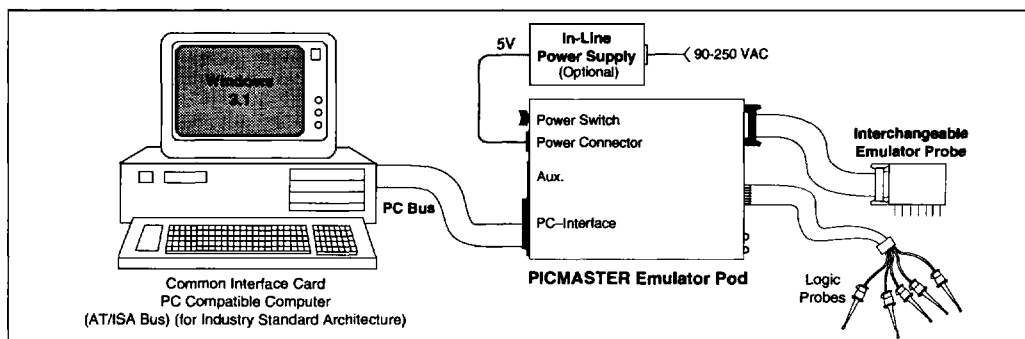 Windows
3.1
5V
In-Line
Power Supply
(Optional)
90-250 VAC
Power Switch
Power Connector
Aux.
PC–Interface
PC Bus
PICMASTER Emulator Pod
Interchangeable
Emulator Probe
Logic
Probes
Common Interface Card
PC Compatible Computer
(AT/ISA Bus) (for Industry Standard Architecture)